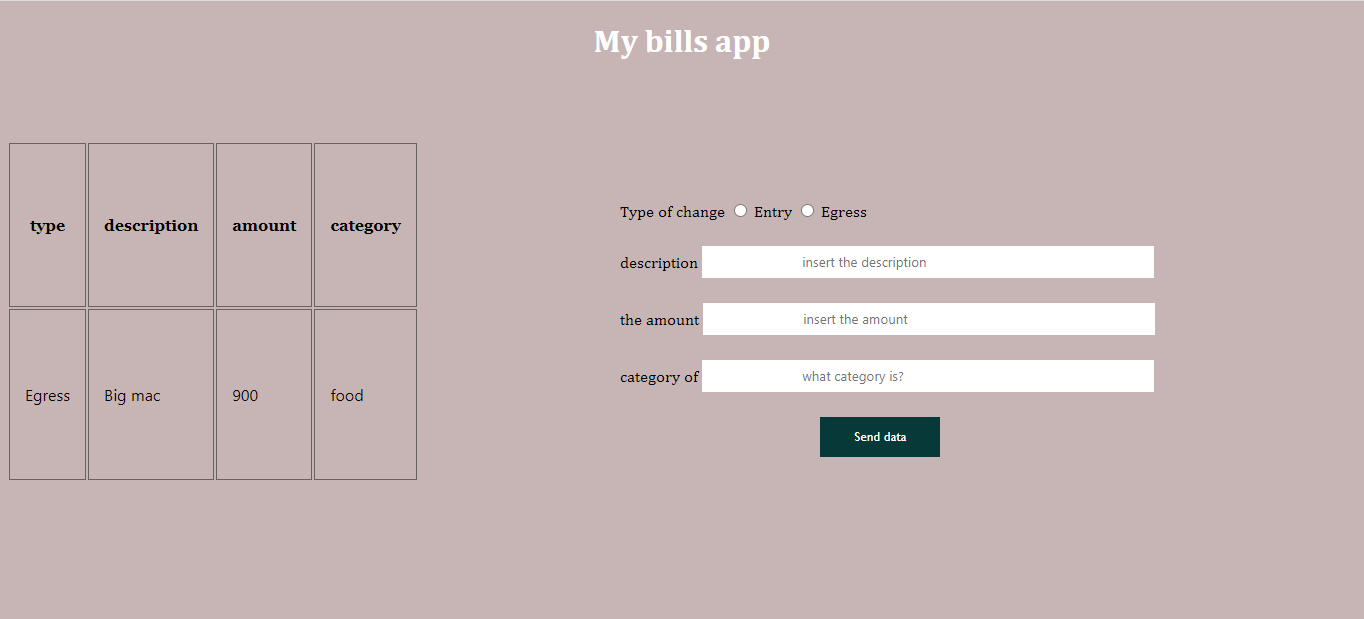 My bills app
type description amount category
Egress Big mac 900 food
Type of change Entry Egress
description insert the description
the amount insert the amount
category of what category is?
Send data